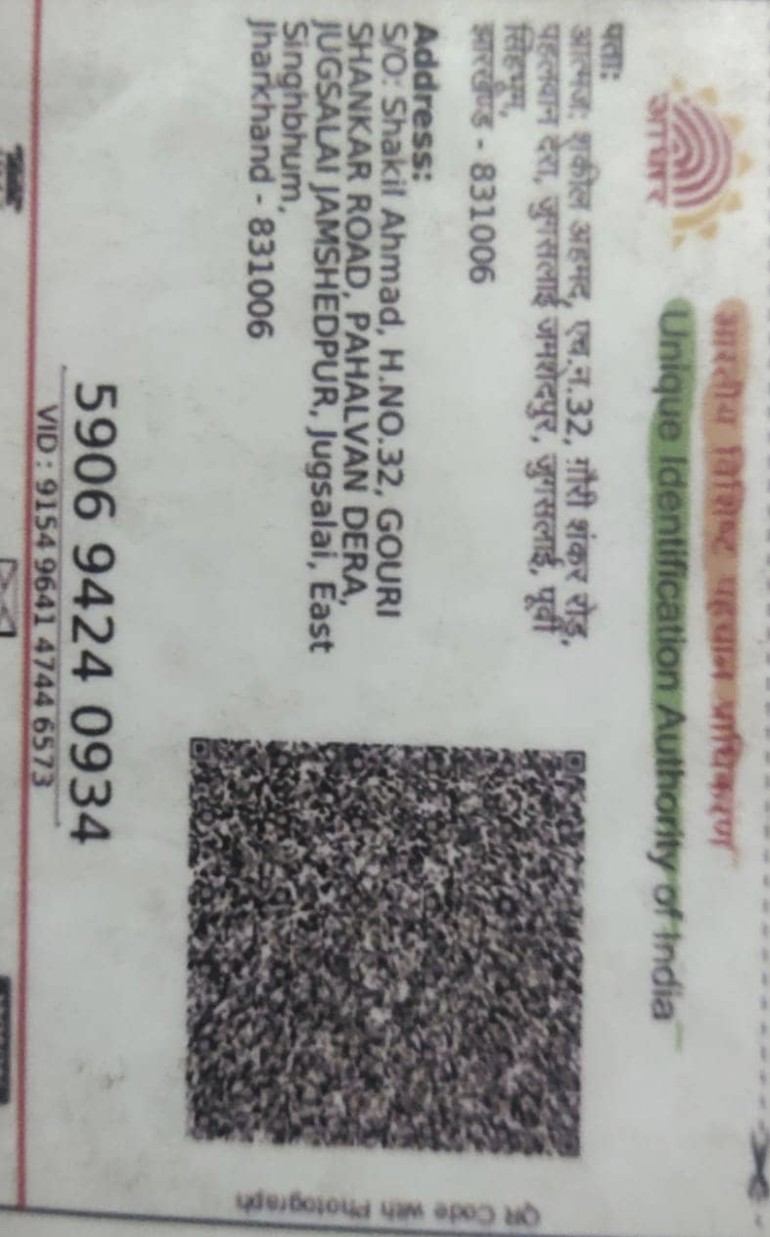 आधार
भारतीय विशिष्ट पहचान प्राधिकरण
Unique Identification Authority of India
पता:
आत्मज: शकील अहमद, एच.न.32, गौरी शंकर रोड,
पहलवान देरा, जुगसलाई जमशेदपुर, जुगसलाई, पूर्वी
सिंहभूम,
झारखण्ड - 831006
Address:
S/O: Shakil Ahmad, H.NO.32, GOURI
SHANKAR ROAD, PAHALVAN DERA,
JUGSALAI JAMSHEDPUR, Jugsalai, East
Singhbhum,
Jharkhand - 831006
QR Code with Photograph
5906 9424 0934
VID : 9154 9641 4744 6573